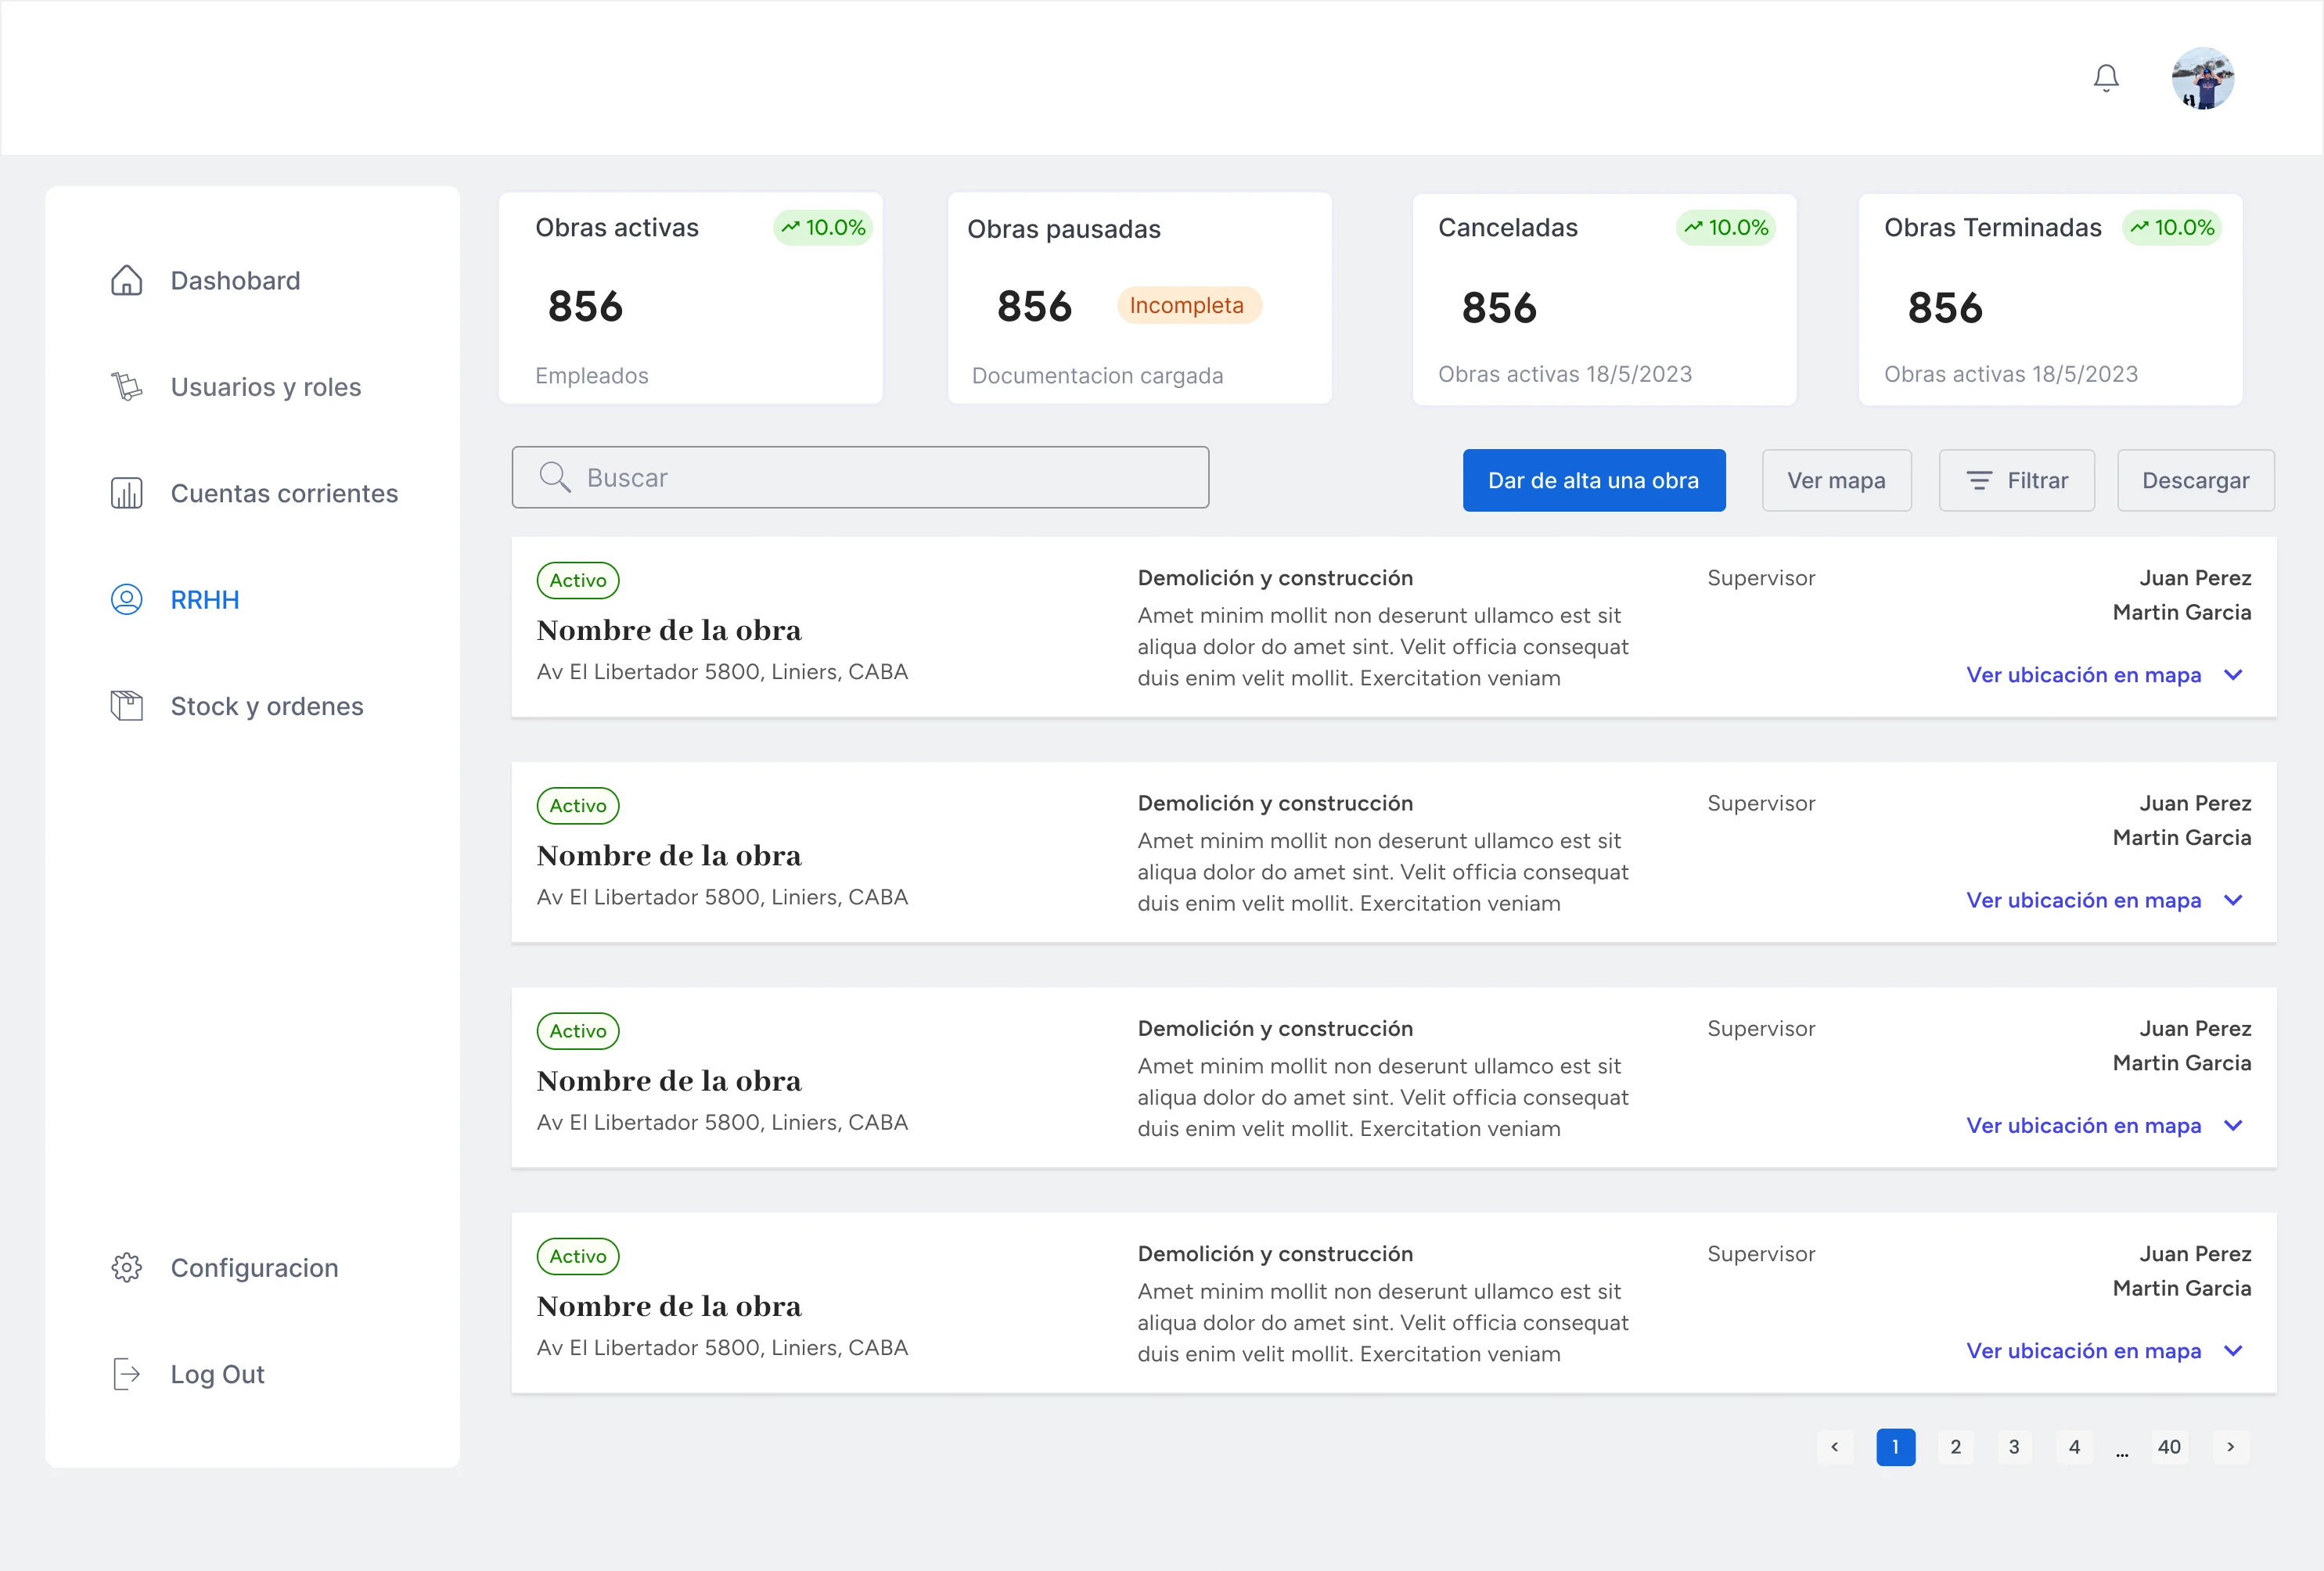 Dashobard
Usuarios y roles
Cuentas corrientes
RRHH
Stock y ordenes
Configuracion
Log Out
Obras activas 10.0%
856
Empleados
Obras pausadas
856 Incompleta
Documentacion cargada
Canceladas 10.0%
856
Obras activas 18/5/2023
Obras Terminadas 10.0%
856
Obras activas 18/5/2023
Buscar
Dar de alta una obra
Ver mapa
Filtrar
Descargar
Activo
Nombre de la obra
Av El Libertador 5800, Liniers, CABA
Demolición y construcción
Amet minim mollit non deserunt ullamco est sit
aliqua dolor do amet sint. Velit officia consequat
duis enim velit mollit. Exercitation veniam
Supervisor
Juan Perez
Martin Garcia
Ver ubicación en mapa
Activo
Nombre de la obra
Av El Libertador 5800, Liniers, CABA
Demolición y construcción
Amet minim mollit non deserunt ullamco est sit
aliqua dolor do amet sint. Velit officia consequat
duis enim velit mollit. Exercitation veniam
Supervisor
Juan Perez
Martin Garcia
Ver ubicación en mapa
Activo
Nombre de la obra
Av El Libertador 5800, Liniers, CABA
Demolición y construcción
Amet minim mollit non deserunt ullamco est sit
aliqua dolor do amet sint. Velit officia consequat
duis enim velit mollit. Exercitation veniam
Supervisor
Juan Perez
Martin Garcia
Ver ubicación en mapa
Activo
Nombre de la obra
Av El Libertador 5800, Liniers, CABA
Demolición y construcción
Amet minim mollit non deserunt ullamco est sit
aliqua dolor do amet sint. Velit officia consequat
duis enim velit mollit. Exercitation veniam
Supervisor
Juan Perez
Martin Garcia
Ver ubicación en mapa
‹ 1 2 3 4 ... 40 ›